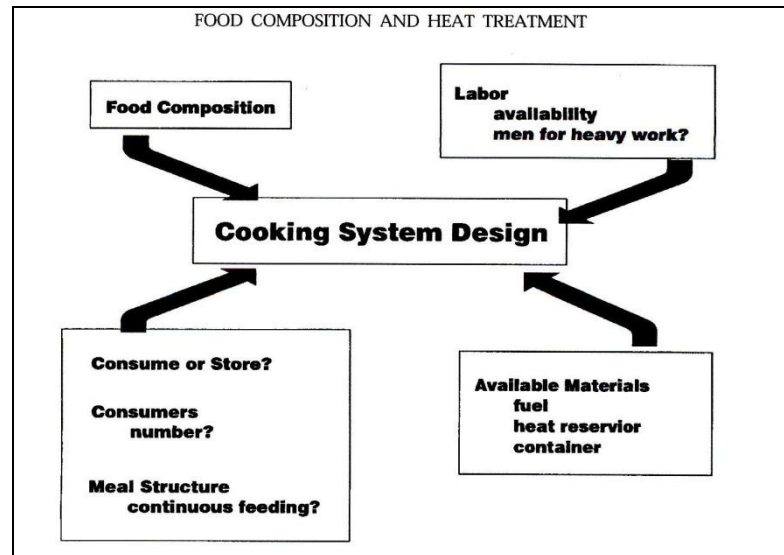 FOOD COMPOSITION AND HEAT TREATMENT
Food Composition
Labor
availability
men for heavy work?
Cooking System Design
Consume or Store?
Consumers
number?
Meal Structure
continuous feeding?
Available Materials
fuel
heat reservior
container